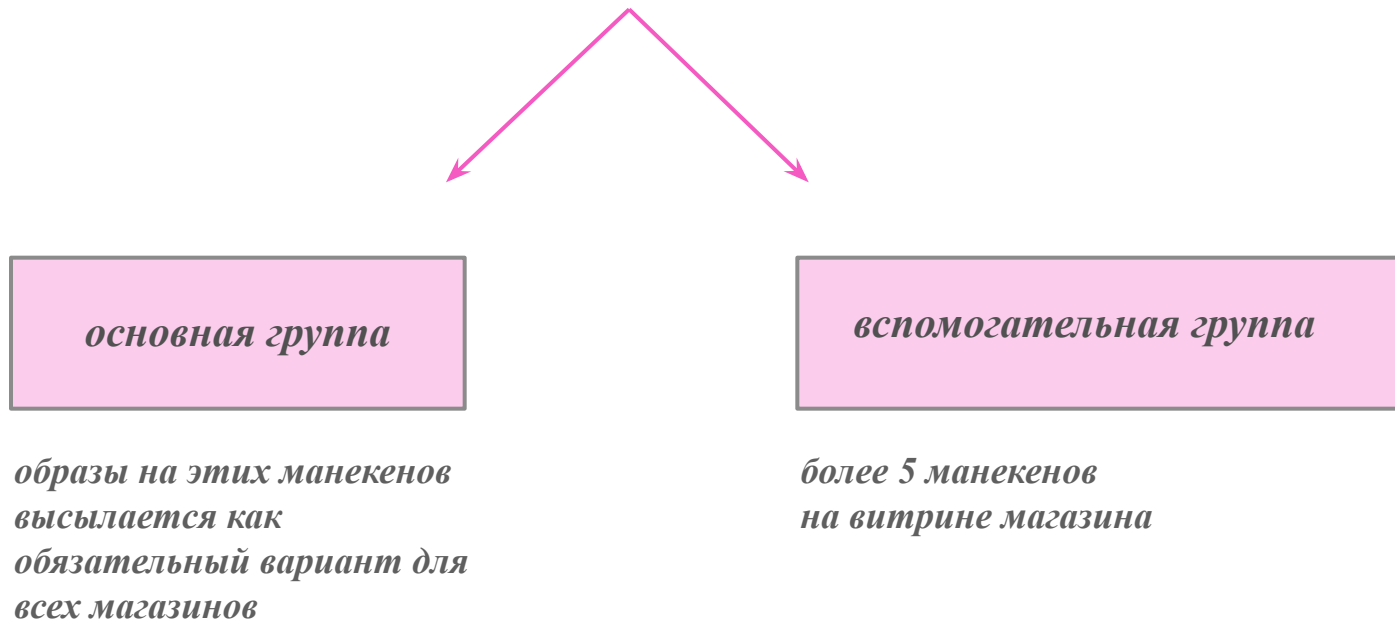 основная группа
вспомогательная группа
образы на этих манекенов
высылается как
обязательный вариант для
всех магазинов
более 5 манекенов
на витрине магазина